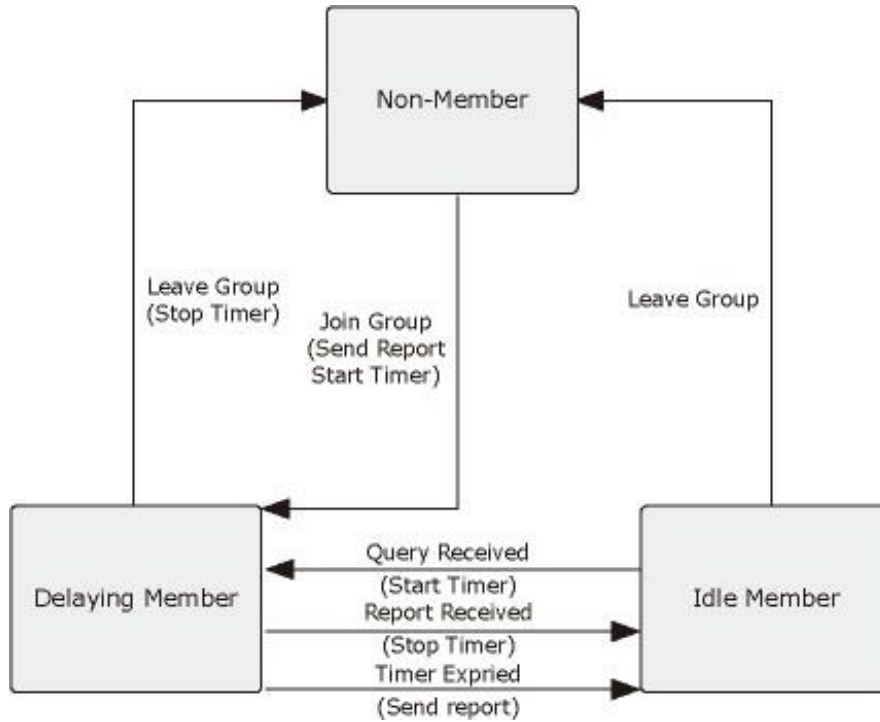 Non-Member
Leave Group
(Stop Timer)
Join Group
(Send Report
Start Timer)
Leave Group
Delaying Member
Query Received
(Start Timer)
Report Received
(Stop Timer)
Timer Expried
(Send report)
Idle Member